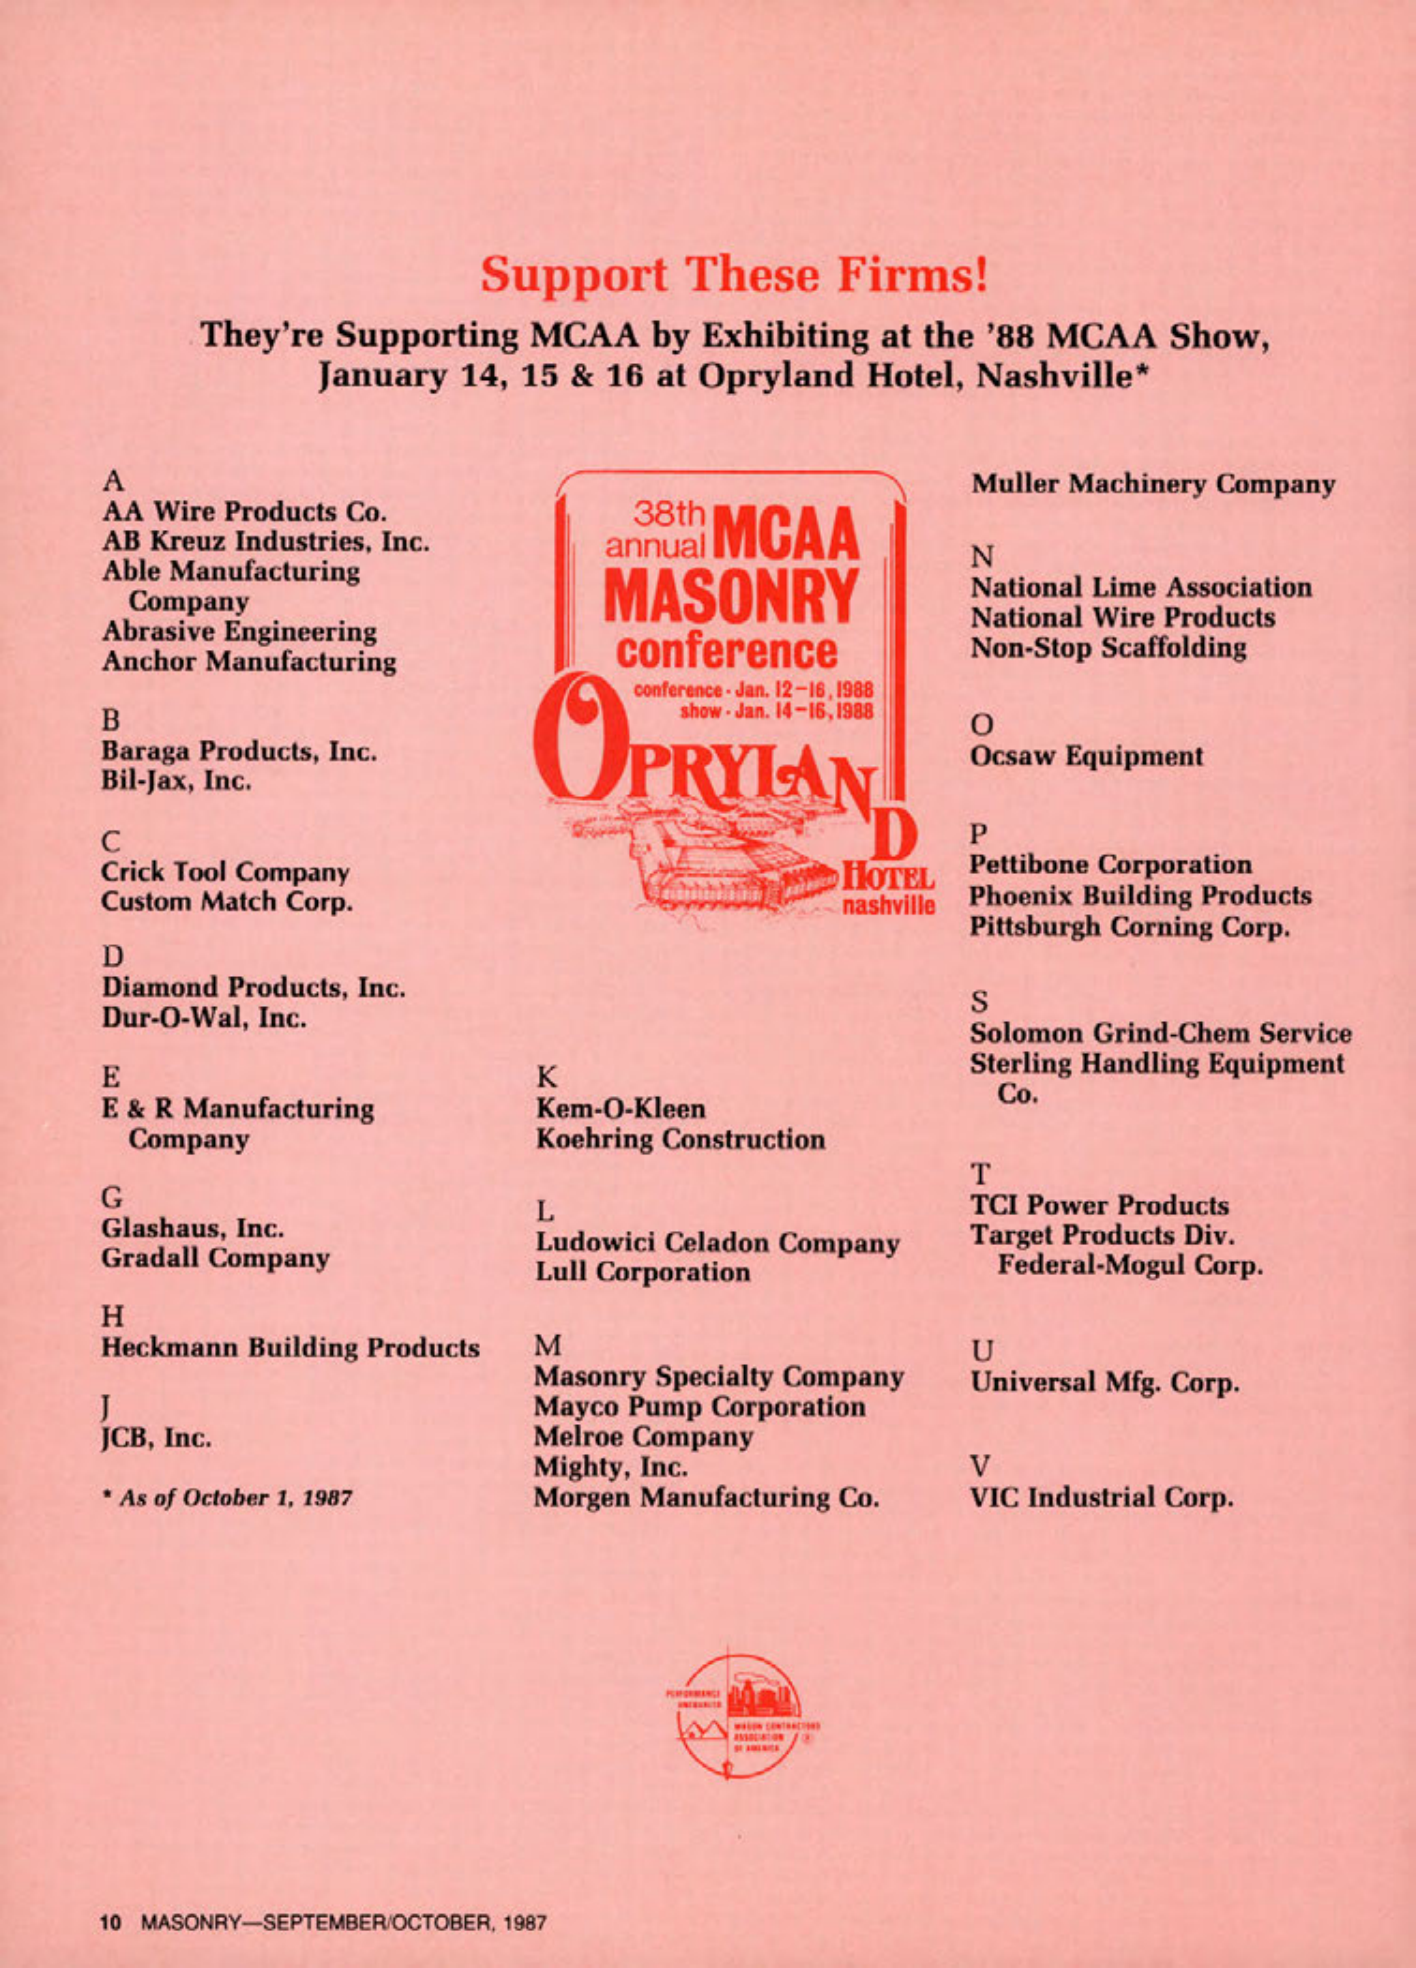 Support These Firms!
They're Supporting MCAA by Exhibiting at the '88 MCAA Show,
January 14, 15 & 16 at Opryland Hotel, Nashville*
A
AA Wire Products Co.
AB Kreuz Industries, Inc.
Able Manufacturing
Company
Abrasive Engineering
Anchor Manufacturing
B
Baraga Products, Inc.
Bil-Jax, Inc.
C
Crick Tool Company
Custom Match Corp.
D
Diamond Products, Inc.
Dur-O-Wal, Inc.
E
E & R Manufacturing
Company
G
Glashaus, Inc.
Gradall Company
H
Heckmann Building Products
J
JCB, Inc.
* As of October 1, 1987
38th
annual MCAA
MASONRY
conference
conference - Jan. 12-16, 1988
show - Jan. 14-16, 1988
OPRYLAND
HOTEL
nashville
K
Kem-O-Kleen
Koehring Construction
L
Ludowici Celadon Company
Lull Corporation
M
Masonry Specialty Company
Mayco Pump Corporation
Melroe Company
Mighty, Inc.
Morgen Manufacturing Co.
Muller Machinery Company
N
National Lime Association
National Wire Products
Non-Stop Scaffolding
O
Ocsaw Equipment
P
Pettibone Corporation
Phoenix Building Products
Pittsburgh Corning Corp.
S
Solomon Grind-Chem Service
Sterling Handling Equipment
Co.
T
TCI Power Products
Target Products Div.
Federal-Mogul Corp.
U
Universal Mfg. Corp.
V
VIC Industrial Corp.
PERFORMANCE
MASON CONTRACTORS
ASSOCIATION ®
OF AMERICA
10 MASONRY—SEPTEMBER/OCTOBER, 1987